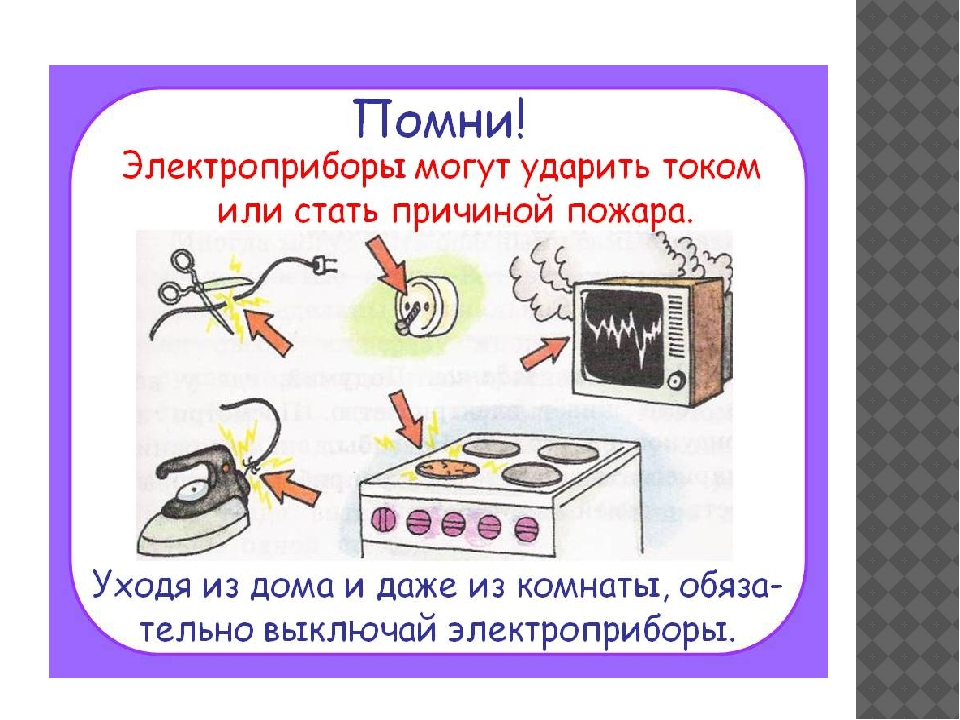 Помни!
Электроприборы могут ударить током
или стать причиной пожара.
Уходя из дома и даже из комнаты, обяза-
тельно выключай электроприборы.